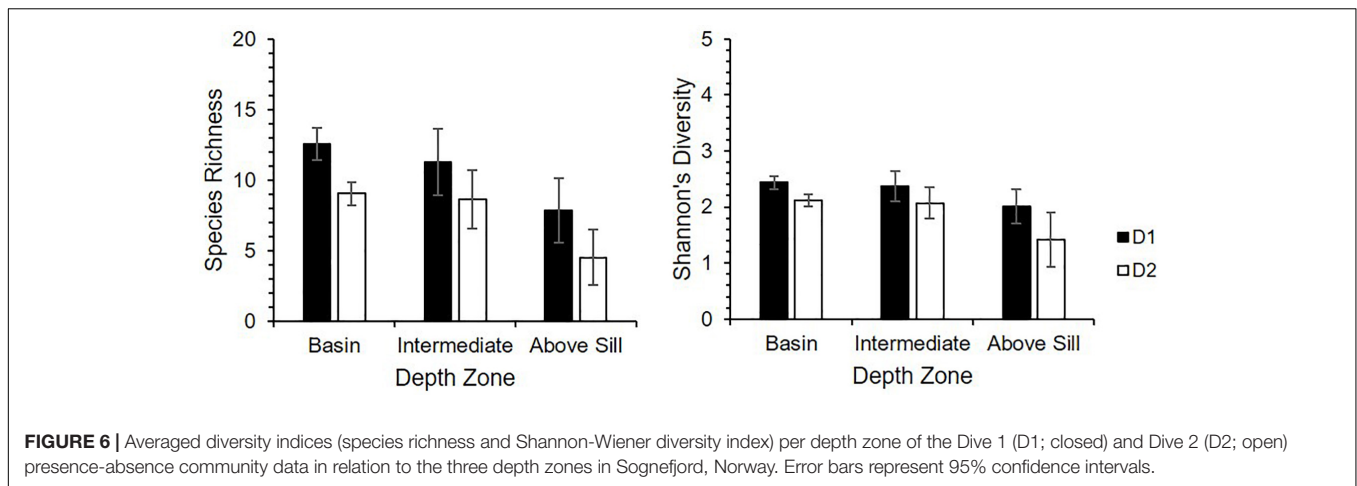 20
15
10
5
0
Species Richness
Basin Intermediate Above Sill
Depth Zone
5
4
3
2
1
0
Shannon's Diversity
Basin Intermediate Above Sill
Depth Zone
D1
D2
FIGURE 6 | Averaged diversity indices (species richness and Shannon-Wiener diversity index) per depth zone of the Dive 1 (D1; closed) and Dive 2 (D2; open)
presence-absence community data in relation to the three depth zones in Sognefjord, Norway. Error bars represent 95% confidence intervals.